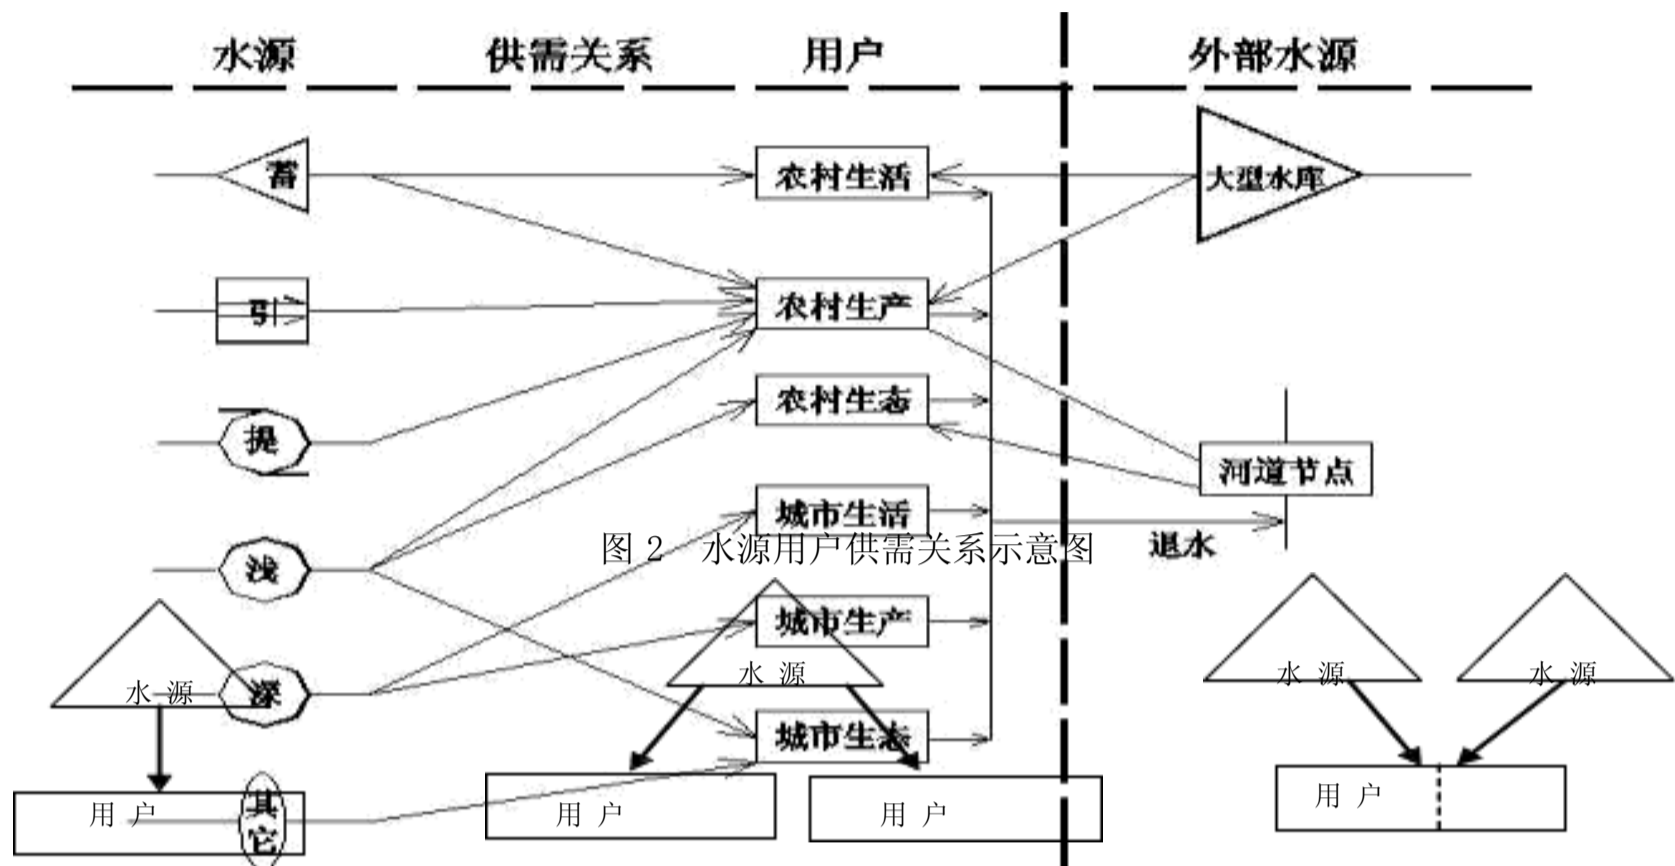 水源 供需关系 用户 外部水源
蓄 农村生活 大型水库
引 农村生产
提 农村生态
河道节点
城市生活
浅 图 2 水源用户供需关系示意图 退水
城市生产
水 源 深 水 源 水 源 水 源
城市生态
用 户 其它 用 户 用 户 用 户